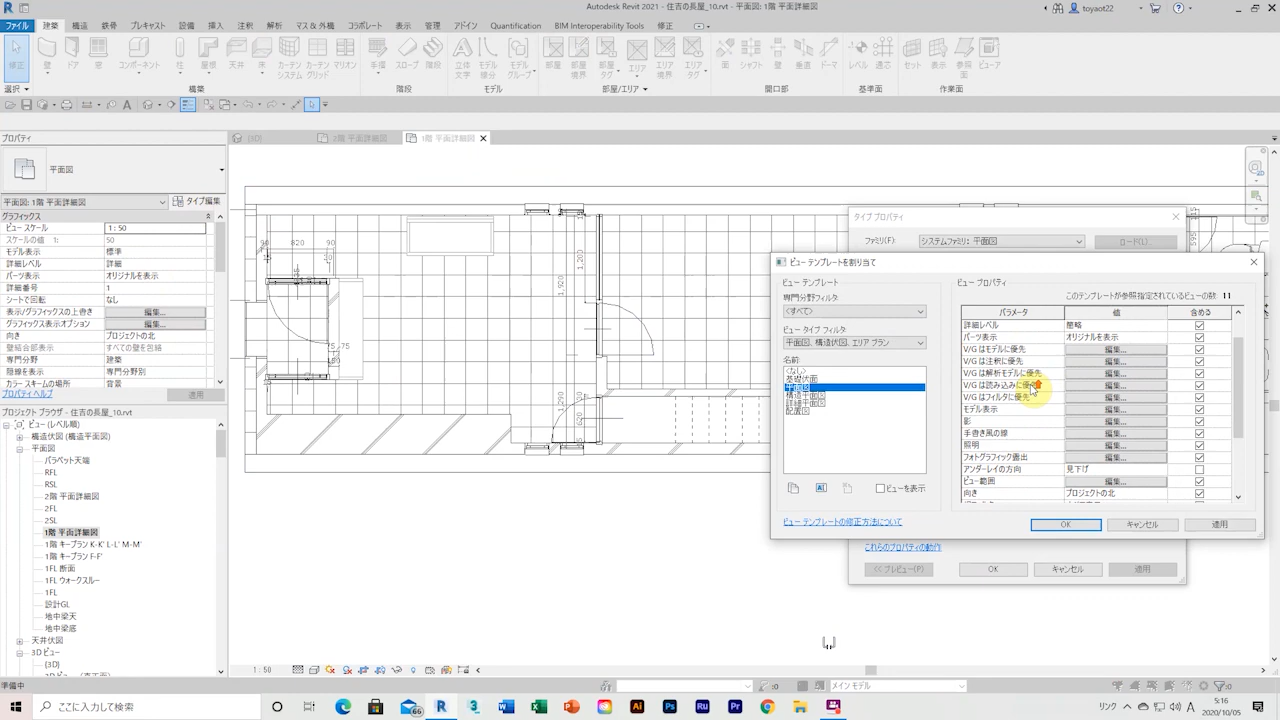 Autodesk Revit 2021 - 住吉の長屋_10.rvt - 平面図: 1階 平面詳細図
toyaot22
ファイル 建築 構造 鉄骨 プレキャスト 設備 挿入 注釈 解析 マス & 外構 コラボレート 表示 管理 アドイン Quantification BIM Interoperability Tools 修正
修正 壁 ドア 窓 コンポーネント 柱 屋根 天井 床 カーテン システム カーテン グリッド マリオン 手摺 スロープ 階段 立体 文字 モデル 線分 モデル グループ 部屋 部屋 境界 部屋 タグ エリア エリア 境界 エリア タグ 面 シャフト 壁 垂直 ドーマ レベル 通芯 セット 表示 参照 面 ビューア
選択 構築 階段 モデル 部屋/エリア 開口部 基準面 作業面
プロパティ
{3D} 2階 平面詳細図 1階 平面詳細図
平面図
平面図: 1階 平面詳細図 タイプ編集
グラフィックス
ビュー スケール 1 : 50
スケールの値 1: 50
モデル表示 標準
詳細レベル 詳細
パーツ表示 オリジナルを表示
詳細番号 1
シートで回転 なし
表示/グラフィックスの上書き 編集...
グラフィックス表示オプション 編集...
向き プロジェクトの北
壁結合部表示 すべての壁を包絡
専門分野 建築
隠線を表示 専門分野別
カラー スキームの場所 背景
プロパティヘルプ 適用
プロジェクト ブラウザ - 住吉の長屋_10.rvt
ビュー (レベル順)
構造伏図 (構造平面図)
平面図
パラペット天端
RFL
RSL
2階 平面詳細図
2FL
2SL
1階 平面詳細図
1階 キープラン K-K' L-L' M-M'
1階 キープラン F-F'
1FL 断面
1FL ウォークスルー
1FL
設計GL
地中梁天
地中梁底
天井伏図
3Dビュー
{3D}
90 820 90
1,920
1,200
75 75
1,290
620
595
タイプ プロパティ
ファミリ(F): システムファミリ: 平面図 ロード(L)...
ビュー テンプレートを割り当て
ビュー テンプレート
専門分野フィルタ
<すべて>
ビュー タイプ フィルタ
平面図、構造伏図、エリア プラン
名前
<なし>
基礎伏図
平面図
構造平面図
詳細平面図
配置図
ビューを表示
ビュー テンプレートの修正方法について
ビュー プロパティ
このテンプレートが参照指定されているビューの数 11
パラメータ 値 含める
詳細レベル 簡略
パーツ表示 オリジナルを表示
V/G はモデルに優先 編集...
V/G は注釈に優先 編集...
V/G は解析モデルに優先 編集...
V/G は読み込みに優先 編集...
V/G はフィルタに優先 編集...
モデル表示 編集...
影 編集...
手書き風の線 編集...
照明 編集...
フォトグラフィック露出 編集...
アンダーレイの方向 見下げ
ビュー範囲 編集...
向き プロジェクトの北
OK キャンセル 適用
これらのプロパティの動作
<< プレビュー(P) OK キャンセル 適用
1 : 50
準備中 :0 メイン モデル :0
ここに入力して検索 66 リンク A 5:16
2020/10/05